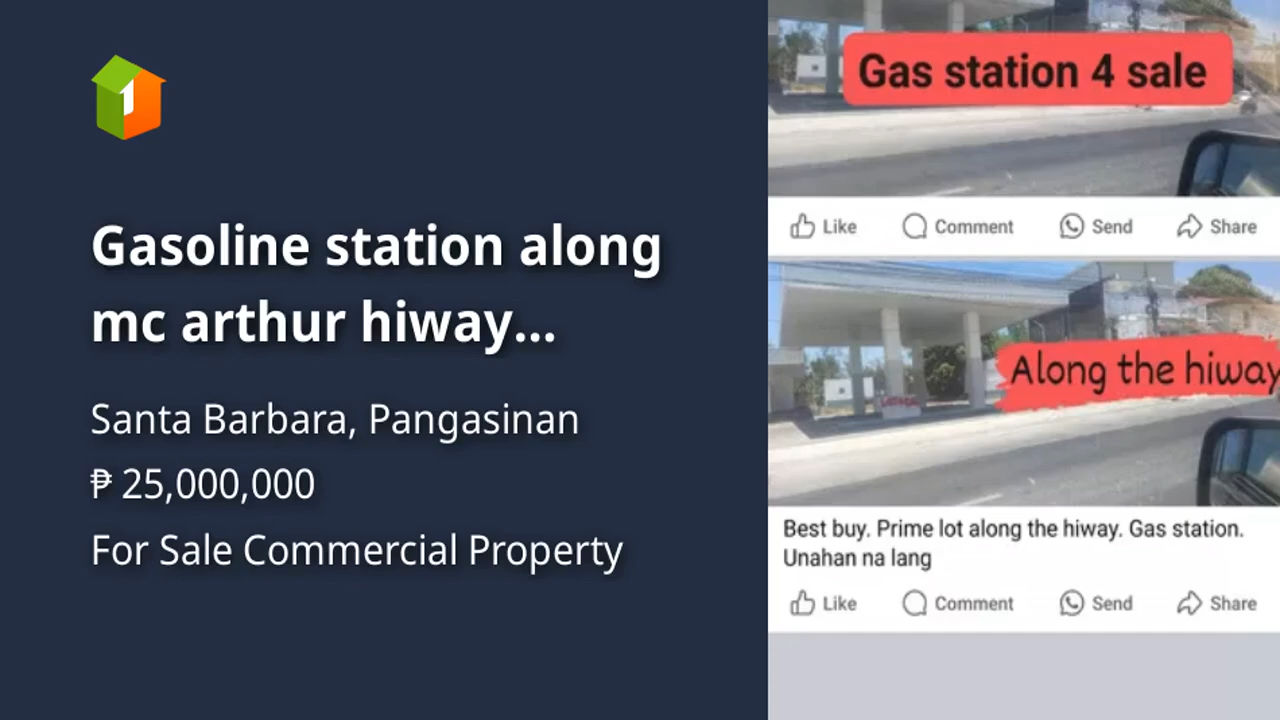 Gasoline station along
mc arthur hiway...
Santa Barbara, Pangasinan
₱ 25,000,000
For Sale Commercial Property
Gas station 4 sale
Like Comment Send Share
Along the hiway
Best buy. Prime lot along the hiway. Gas station.
Unahan na lang
Like Comment Send Share